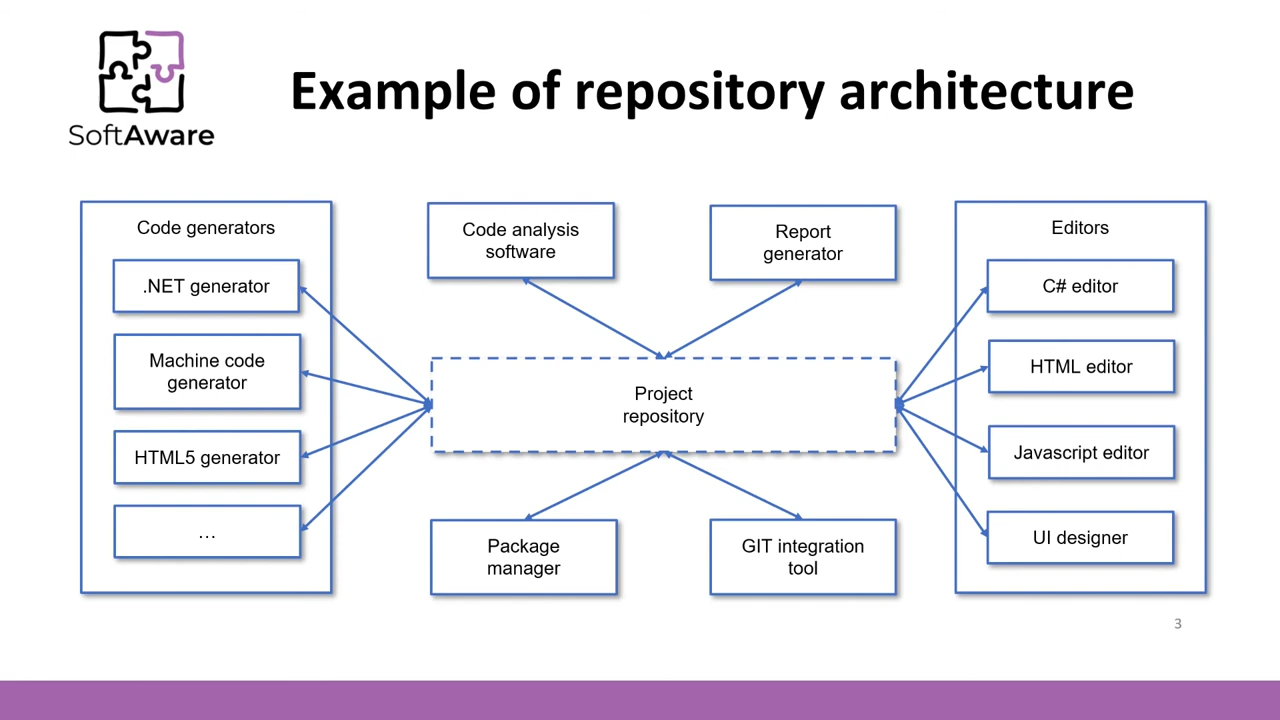 SoftAware
Example of repository architecture
Code generators
.NET generator
Machine code
generator
HTML5 generator
...
Code analysis
software
Report
generator
Project
repository
Package
manager
GIT integration
tool
Editors
C# editor
HTML editor
Javascript editor
UI designer
3